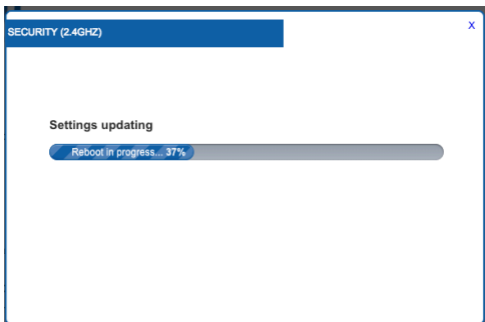 SECURITY (2.4GHZ)
X
Settings updating
Reboot in progress... 37%